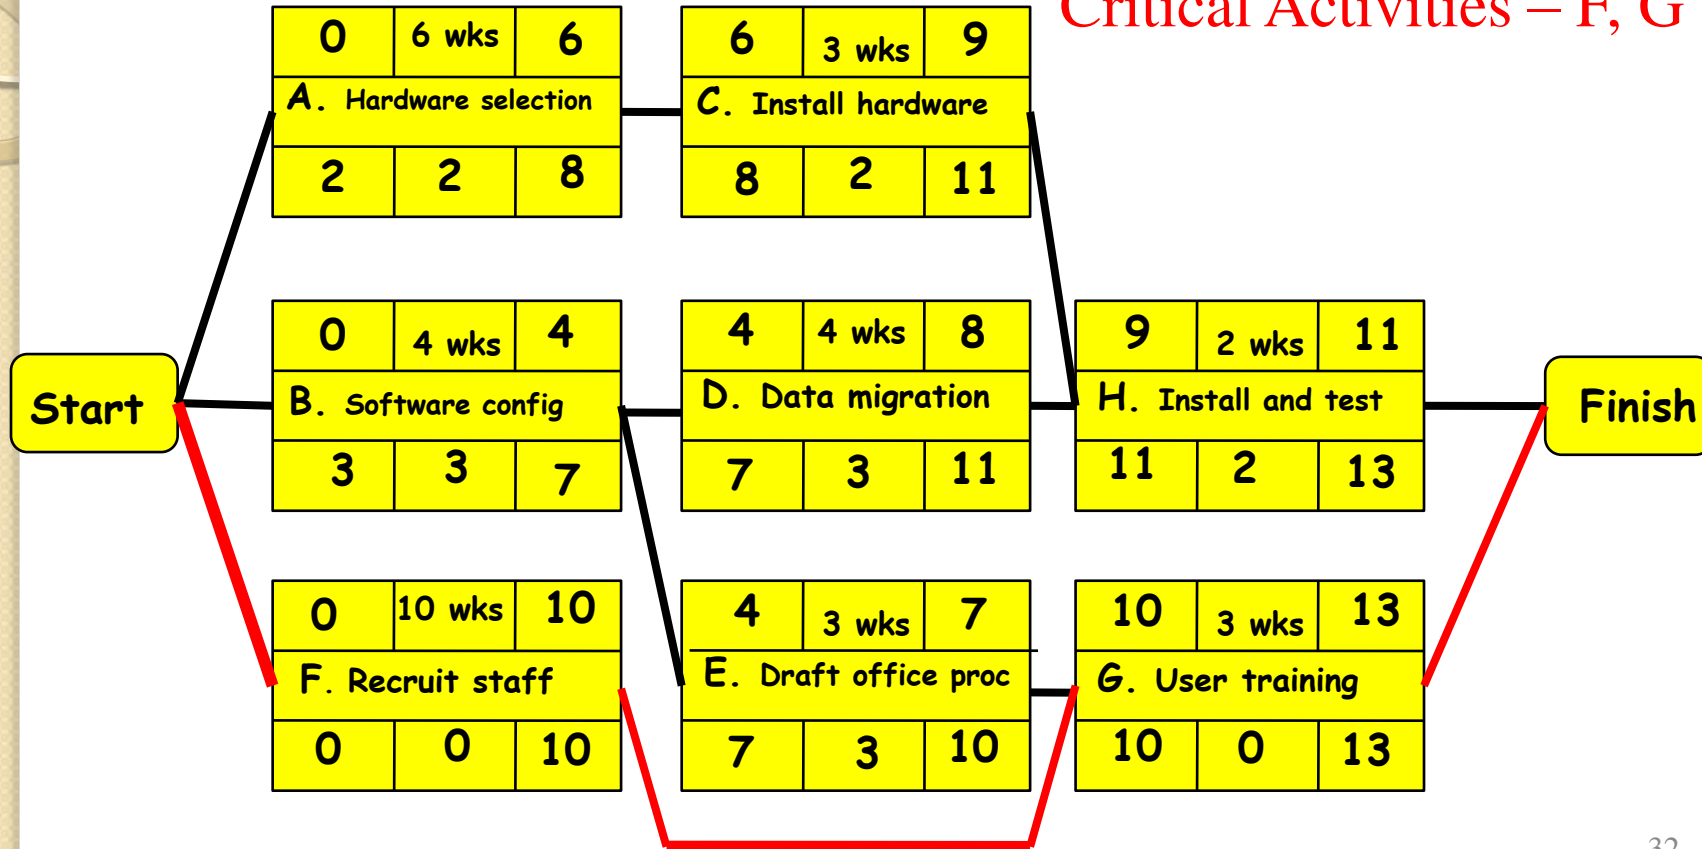 Critical Activities – F, G
0 6 wks 6
A. Hardware selection
2 2 8
6 3 wks 9
C. Install hardware
8 2 11
Start
0 4 wks 4
B. Software config
3 3 7
4 4 wks 8
D. Data migration
7 3 11
9 2 wks 11
H. Install and test
11 2 13
Finish
0 10 wks 10
F. Recruit staff
0 0 10
4 3 wks 7
E. Draft office proc
7 3 10
10 3 wks 13
G. User training
10 0 13
32